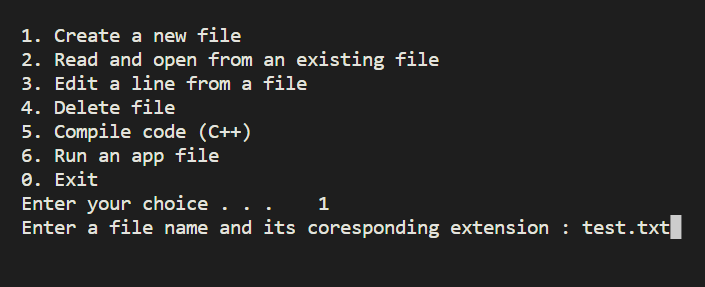 1. Create a new file
2. Read and open from an existing file
3. Edit a line from a file
4. Delete file
5. Compile code (C++)
6. Run an app file
0. Exit
Enter your choice . . .    1
Enter a file name and its coresponding extension : test.txt